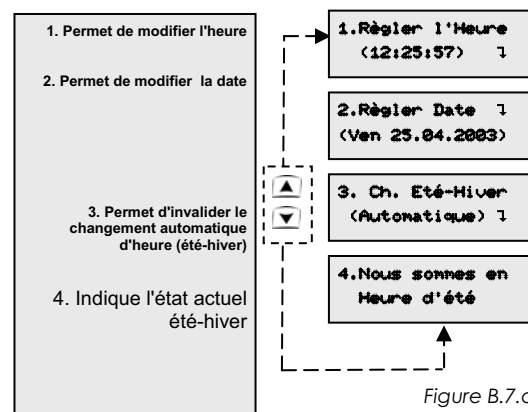 1. Permet de modifier l'heure
2. Permet de modifier la date
3. Permet d'invalider le
changement automatique
d'heure (été-hiver)
4. Indique l'état actuel
été-hiver
1.Règler l'Heure
(12:25:57) ↴
2.Règler Date ↴
(Ven 25.04.2003)
3. Ch. Eté-Hiver
(Automatique) ↴
4.Nous sommes en
Heure d'été
Figure B.7.c